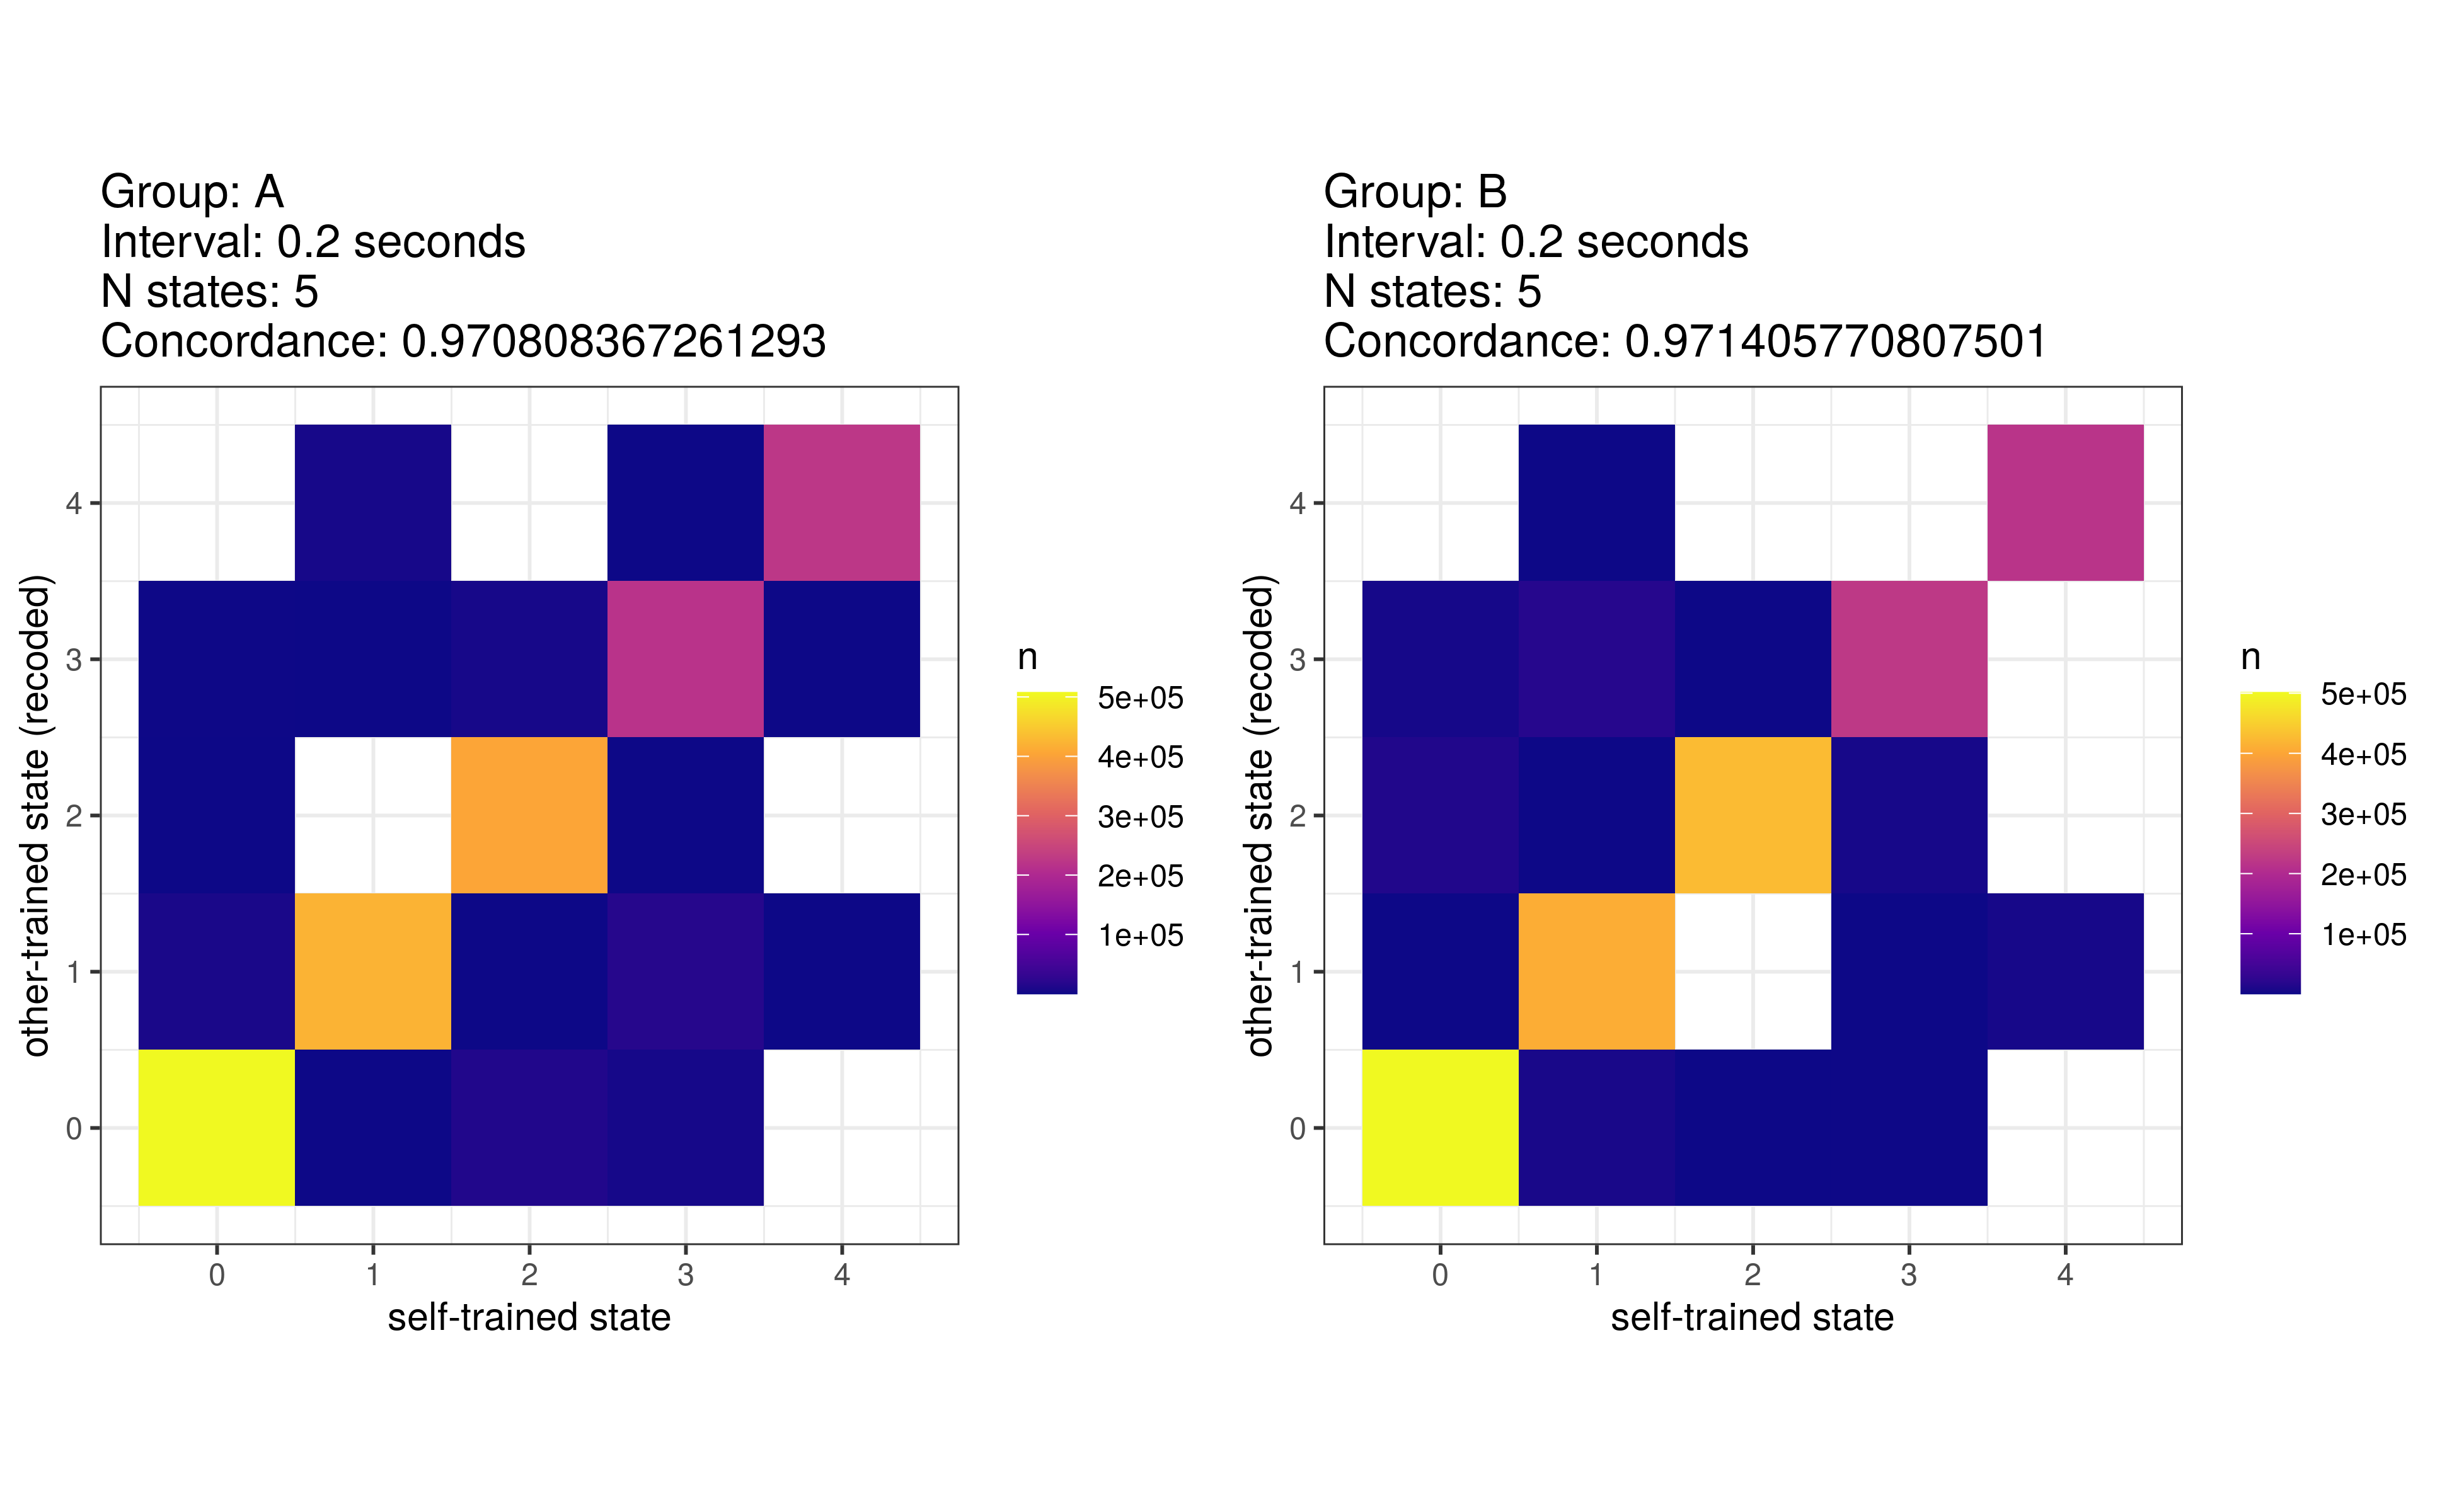 Group: A
Interval: 0.2 seconds
N states: 5
Concordance: 0.970808367261293
other-trained state (recoded)
4
3
2
1
0
0 1 2 3 4
self-trained state
n
5e+05
4e+05
3e+05
2e+05
1e+05
Group: B
Interval: 0.2 seconds
N states: 5
Concordance: 0.971405770807501
other-trained state (recoded)
4
3
2
1
0
0 1 2 3 4
self-trained state
n
5e+05
4e+05
3e+05
2e+05
1e+05